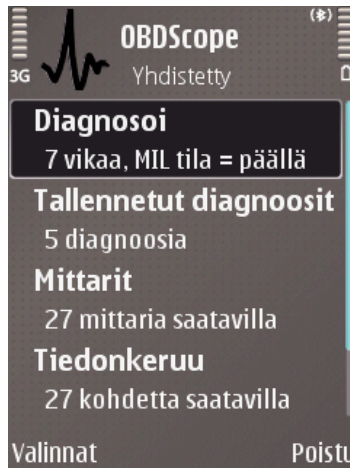 OBDScope
3G
Yhdistetty
Diagnosoi
7 vikaa, MIL tila = päällä
Tallennetut diagnoosit
5 diagnoosia
Mittarit
27 mittaria saatavilla
Tiedonkeruu
27 kohdetta saatavilla
Valinnat Poistu